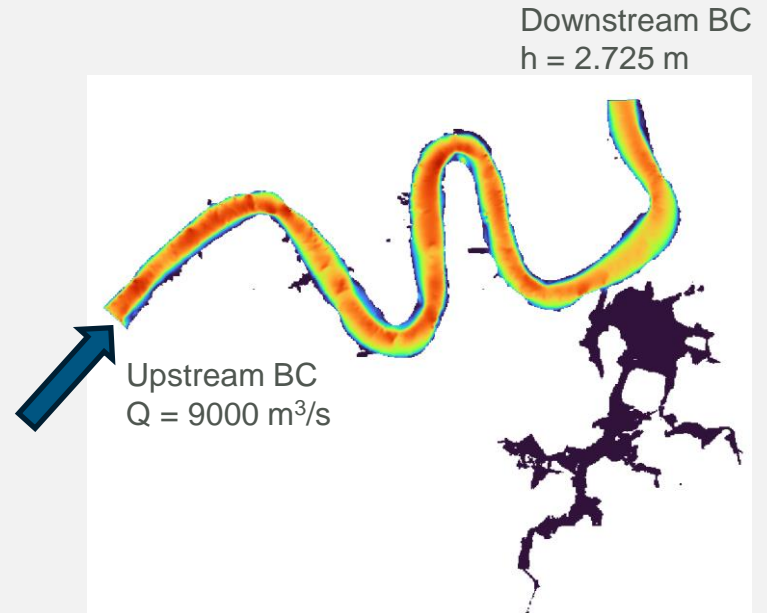 Downstream BC
h = 2.725 m
Upstream BC
Q = 9000 m³/s